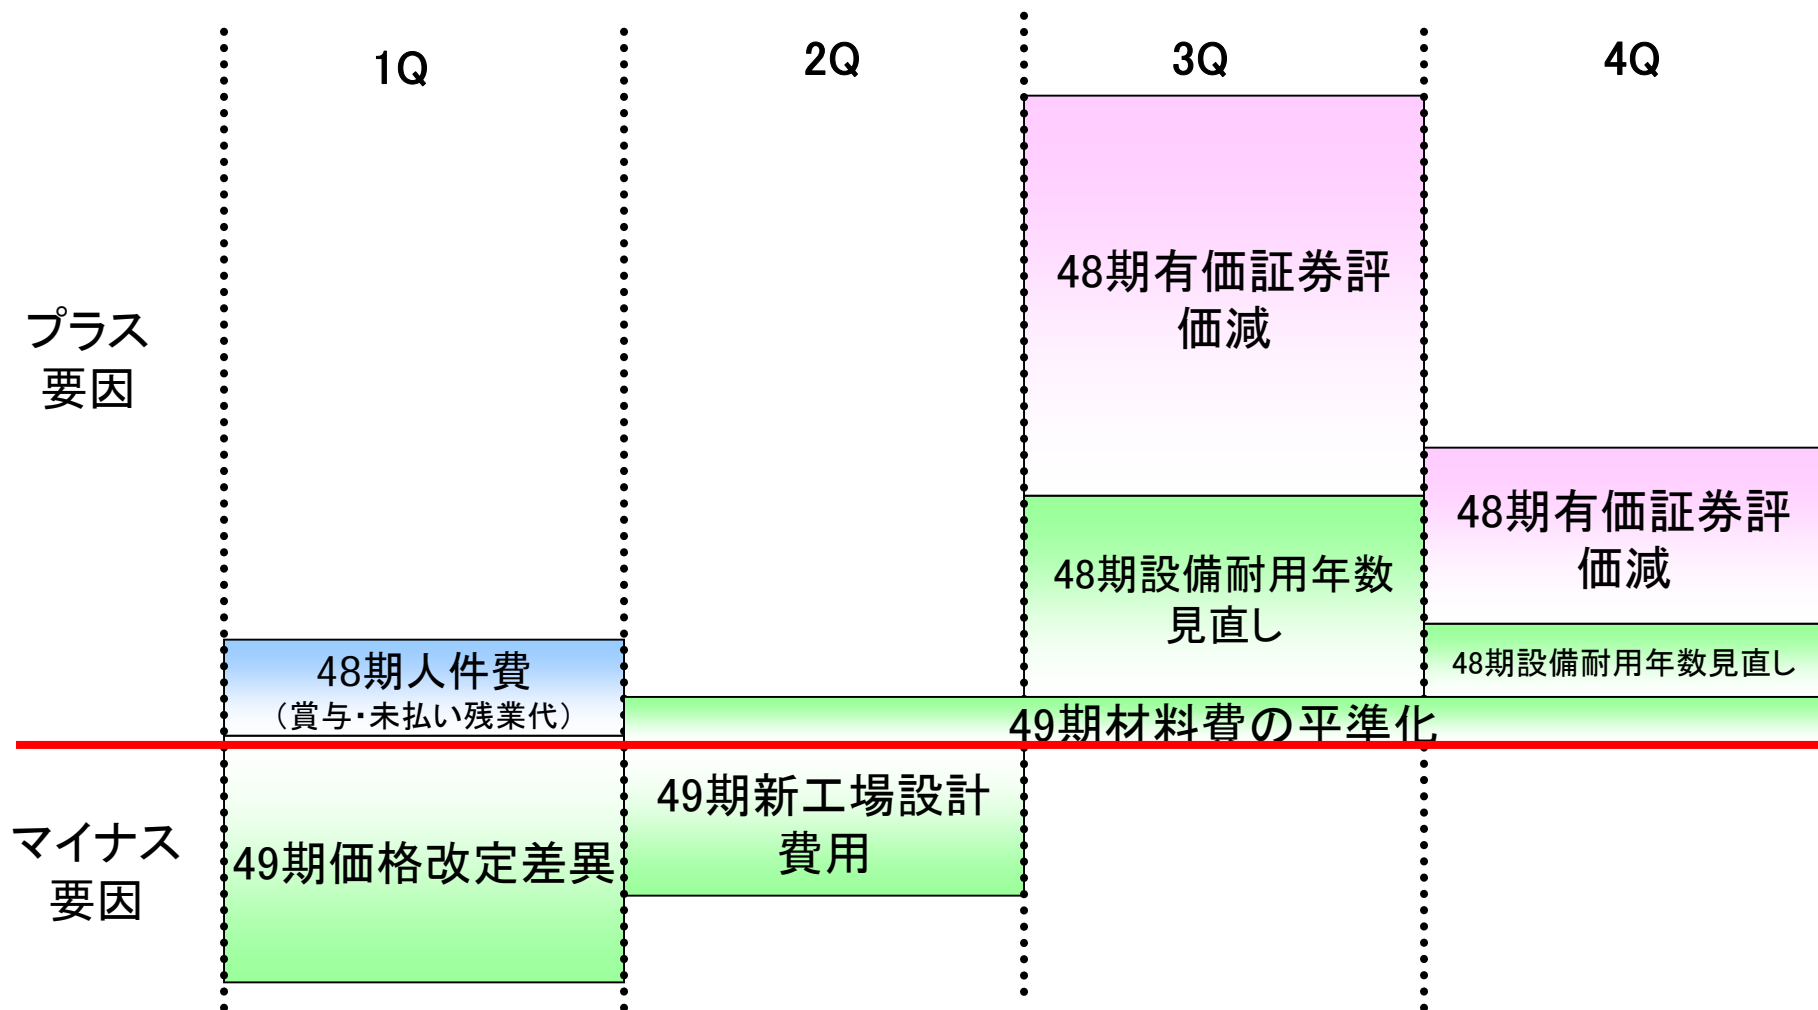 1Q
2Q
3Q
4Q
プラス
要因
48期有価証券評
価減
48期有価証券評
価減
48期設備耐用年数
見直し
48期設備耐用年数見直し
48期人件費
（賞与・未払い残業代）
49期材料費の平準化
マイナス
要因
49期価格改定差異
49期新工場設計
費用